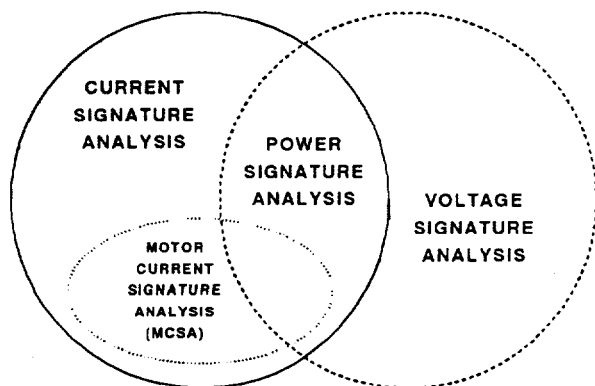 CURRENT
SIGNATURE
ANALYSIS
POWER
SIGNATURE
ANALYSIS
VOLTAGE
SIGNATURE
ANALYSIS
MOTOR
CURRENT
SIGNATURE
ANALYSIS
(MCSA)